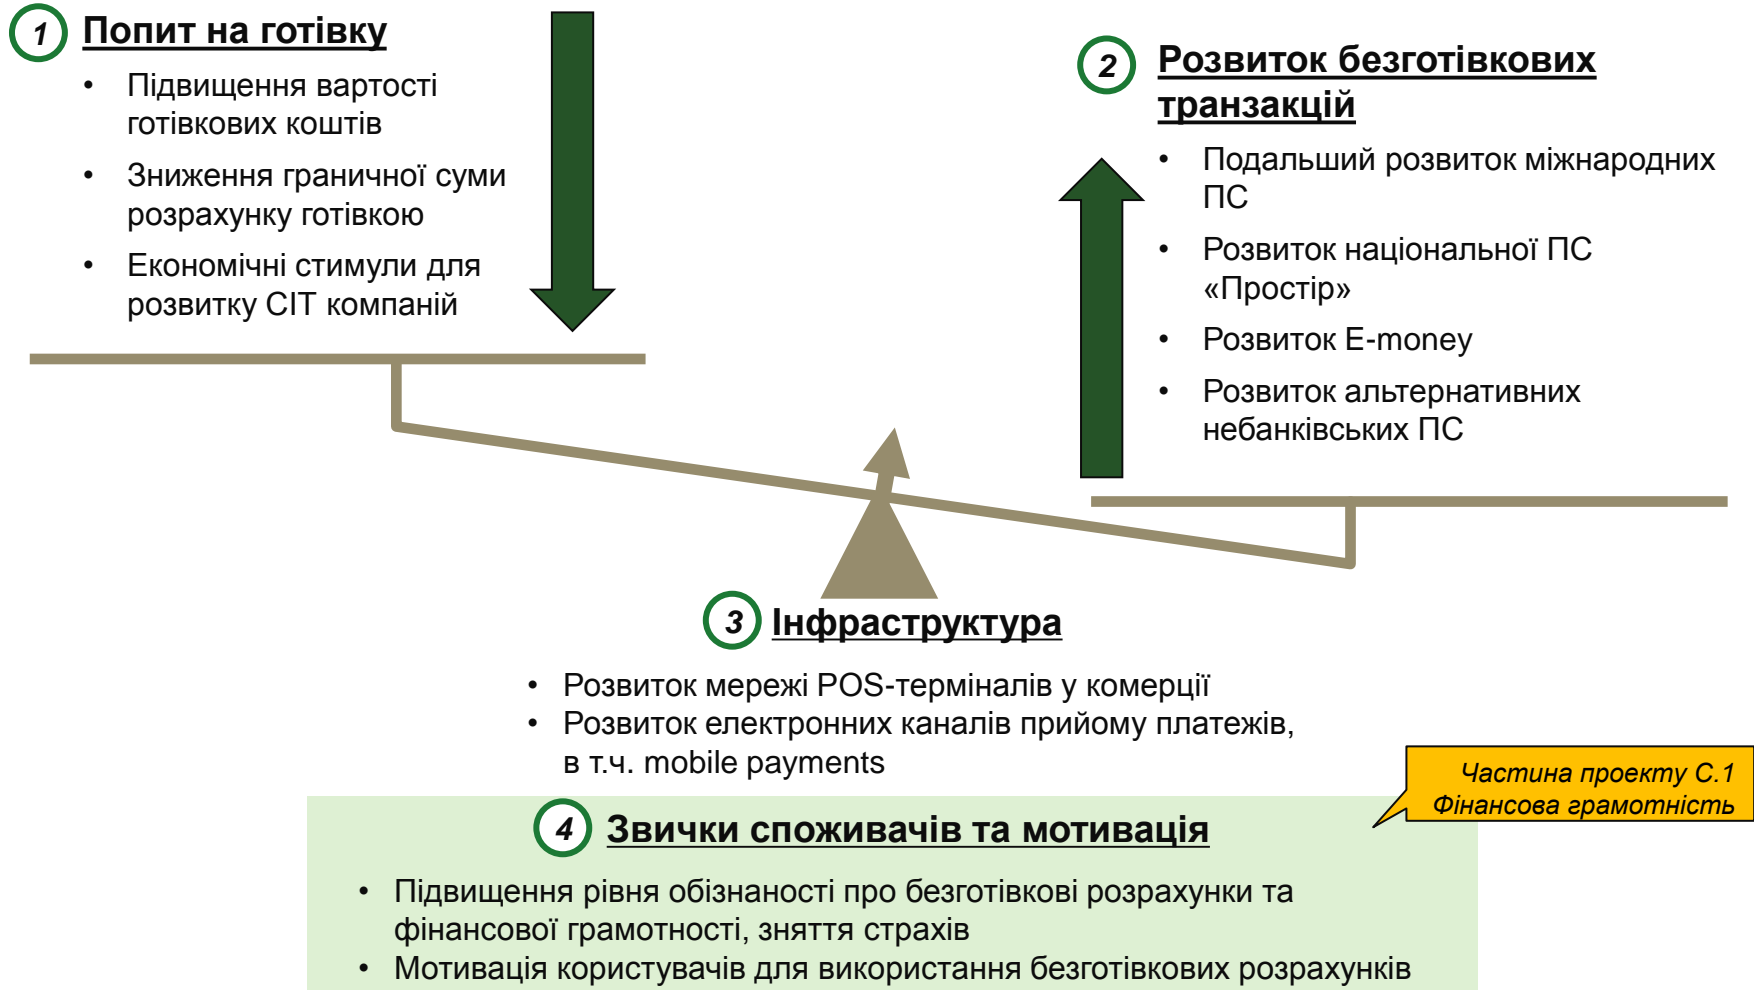 1 Попит на готівку
• Підвищення вартості
готівкових коштів
• Зниження граничної суми
розрахунку готівкою
• Економічні стимули для
розвитку CIT компаній
2 Розвиток безготівкових
транзакцій
• Подальший розвиток міжнародних
ПС
• Розвиток національної ПС
«Простір»
• Розвиток E-money
• Розвиток альтернативних
небанківських ПС
3 Інфраструктура
• Розвиток мережі POS-терміналів у комерції
• Розвиток електронних каналів прийому платежів,
в т.ч. mobile payments
Частина проекту С.1
Фінансова грамотність
4 Звички споживачів та мотивація
• Підвищення рівня обізнаності про безготівкові розрахунки та
фінансової грамотності, зняття страхів
• Мотивація користувачів для використання безготівкових розрахунків